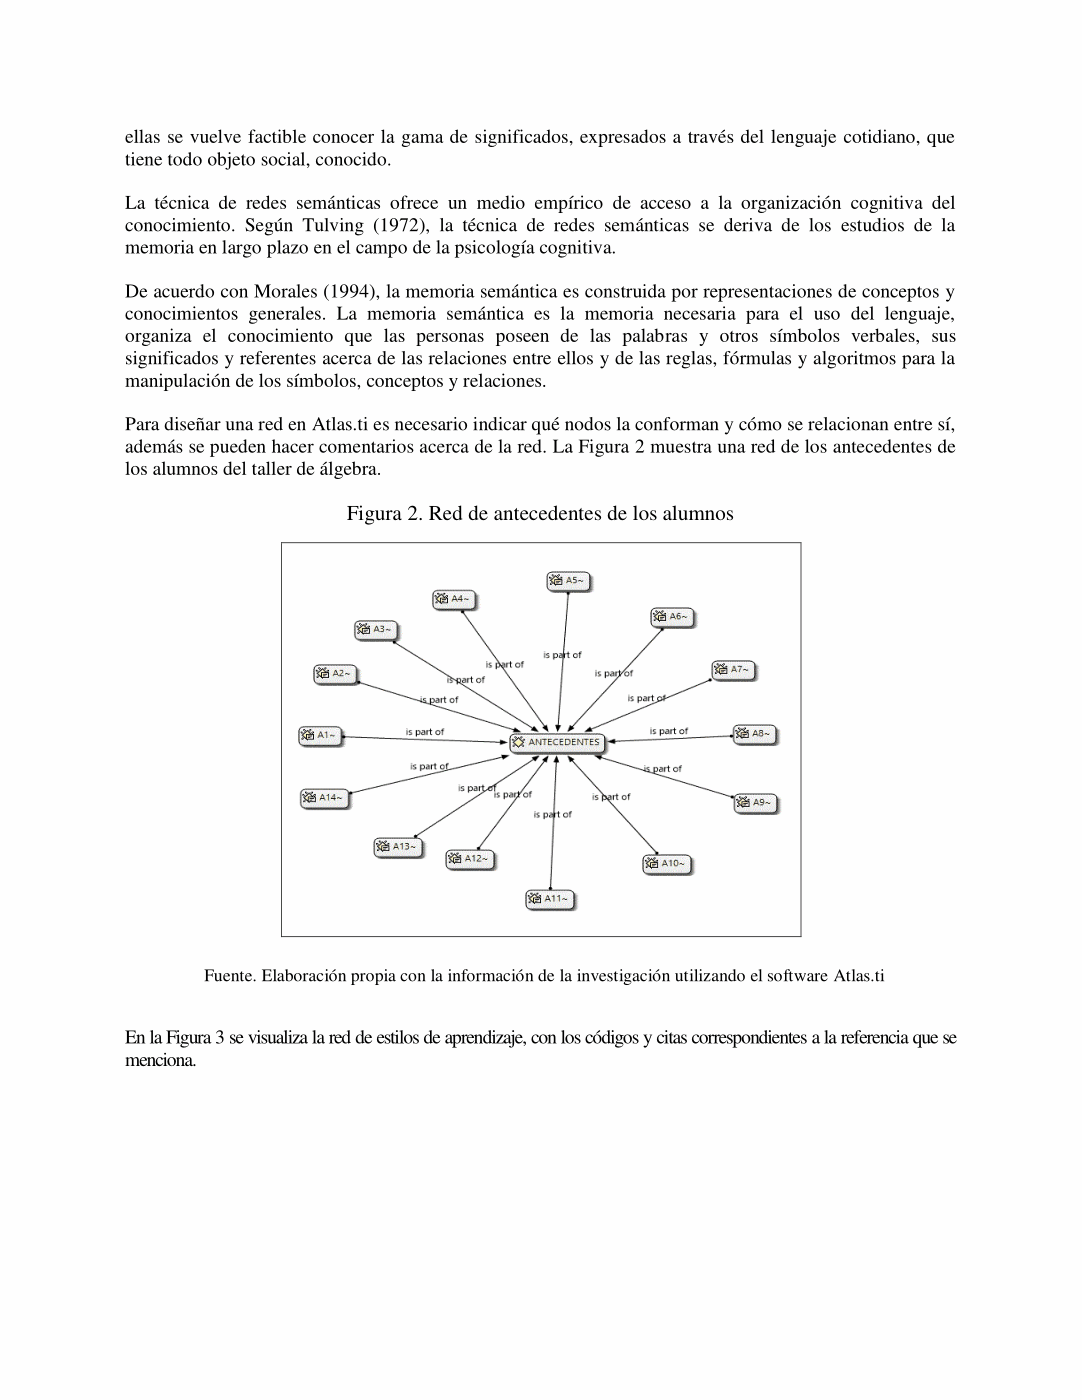 ellas se vuelve factible conocer la gama de significados, expresados a través del lenguaje cotidiano, que
tiene todo objeto social, conocido.
La técnica de redes semánticas ofrece un medio empírico de acceso a la organización cognitiva del
conocimiento. Según Tulving (1972), la técnica de redes semánticas se deriva de los estudios de la
memoria en largo plazo en el campo de la psicología cognitiva.
De acuerdo con Morales (1994), la memoria semántica es construida por representaciones de conceptos y
conocimientos generales. La memoria semántica es la memoria necesaria para el uso del lenguaje,
organiza el conocimiento que las personas poseen de las palabras y otros símbolos verbales, sus
significados y referentes acerca de las relaciones entre ellos y de las reglas, fórmulas y algoritmos para la
manipulación de los símbolos, conceptos y relaciones.
Para diseñar una red en Atlas.ti es necesario indicar qué nodos la conforman y cómo se relacionan entre sí,
además se pueden hacer comentarios acerca de la red. La Figura 2 muestra una red de los antecedentes de
los alumnos del taller de álgebra.
Figura 2. Red de antecedentes de los alumnos
A5~
A4~
A6~
A3~
is part of
is part of
A7~
A2~
is part of
is part of
is part of
is part of
A1~
is part of
is part of
A8~
ANTECEDENTES
is part of
is part of
A14~
is part of
is part of
is part of
A9~
is part of
A13~
A12~
A10~
A11~
Fuente. Elaboración propia con la información de la investigación utilizando el software Atlas.ti
En la Figura 3 se visualiza la red de estilos de aprendizaje, con los códigos y citas correspondientes a la referencia que se
menciona.